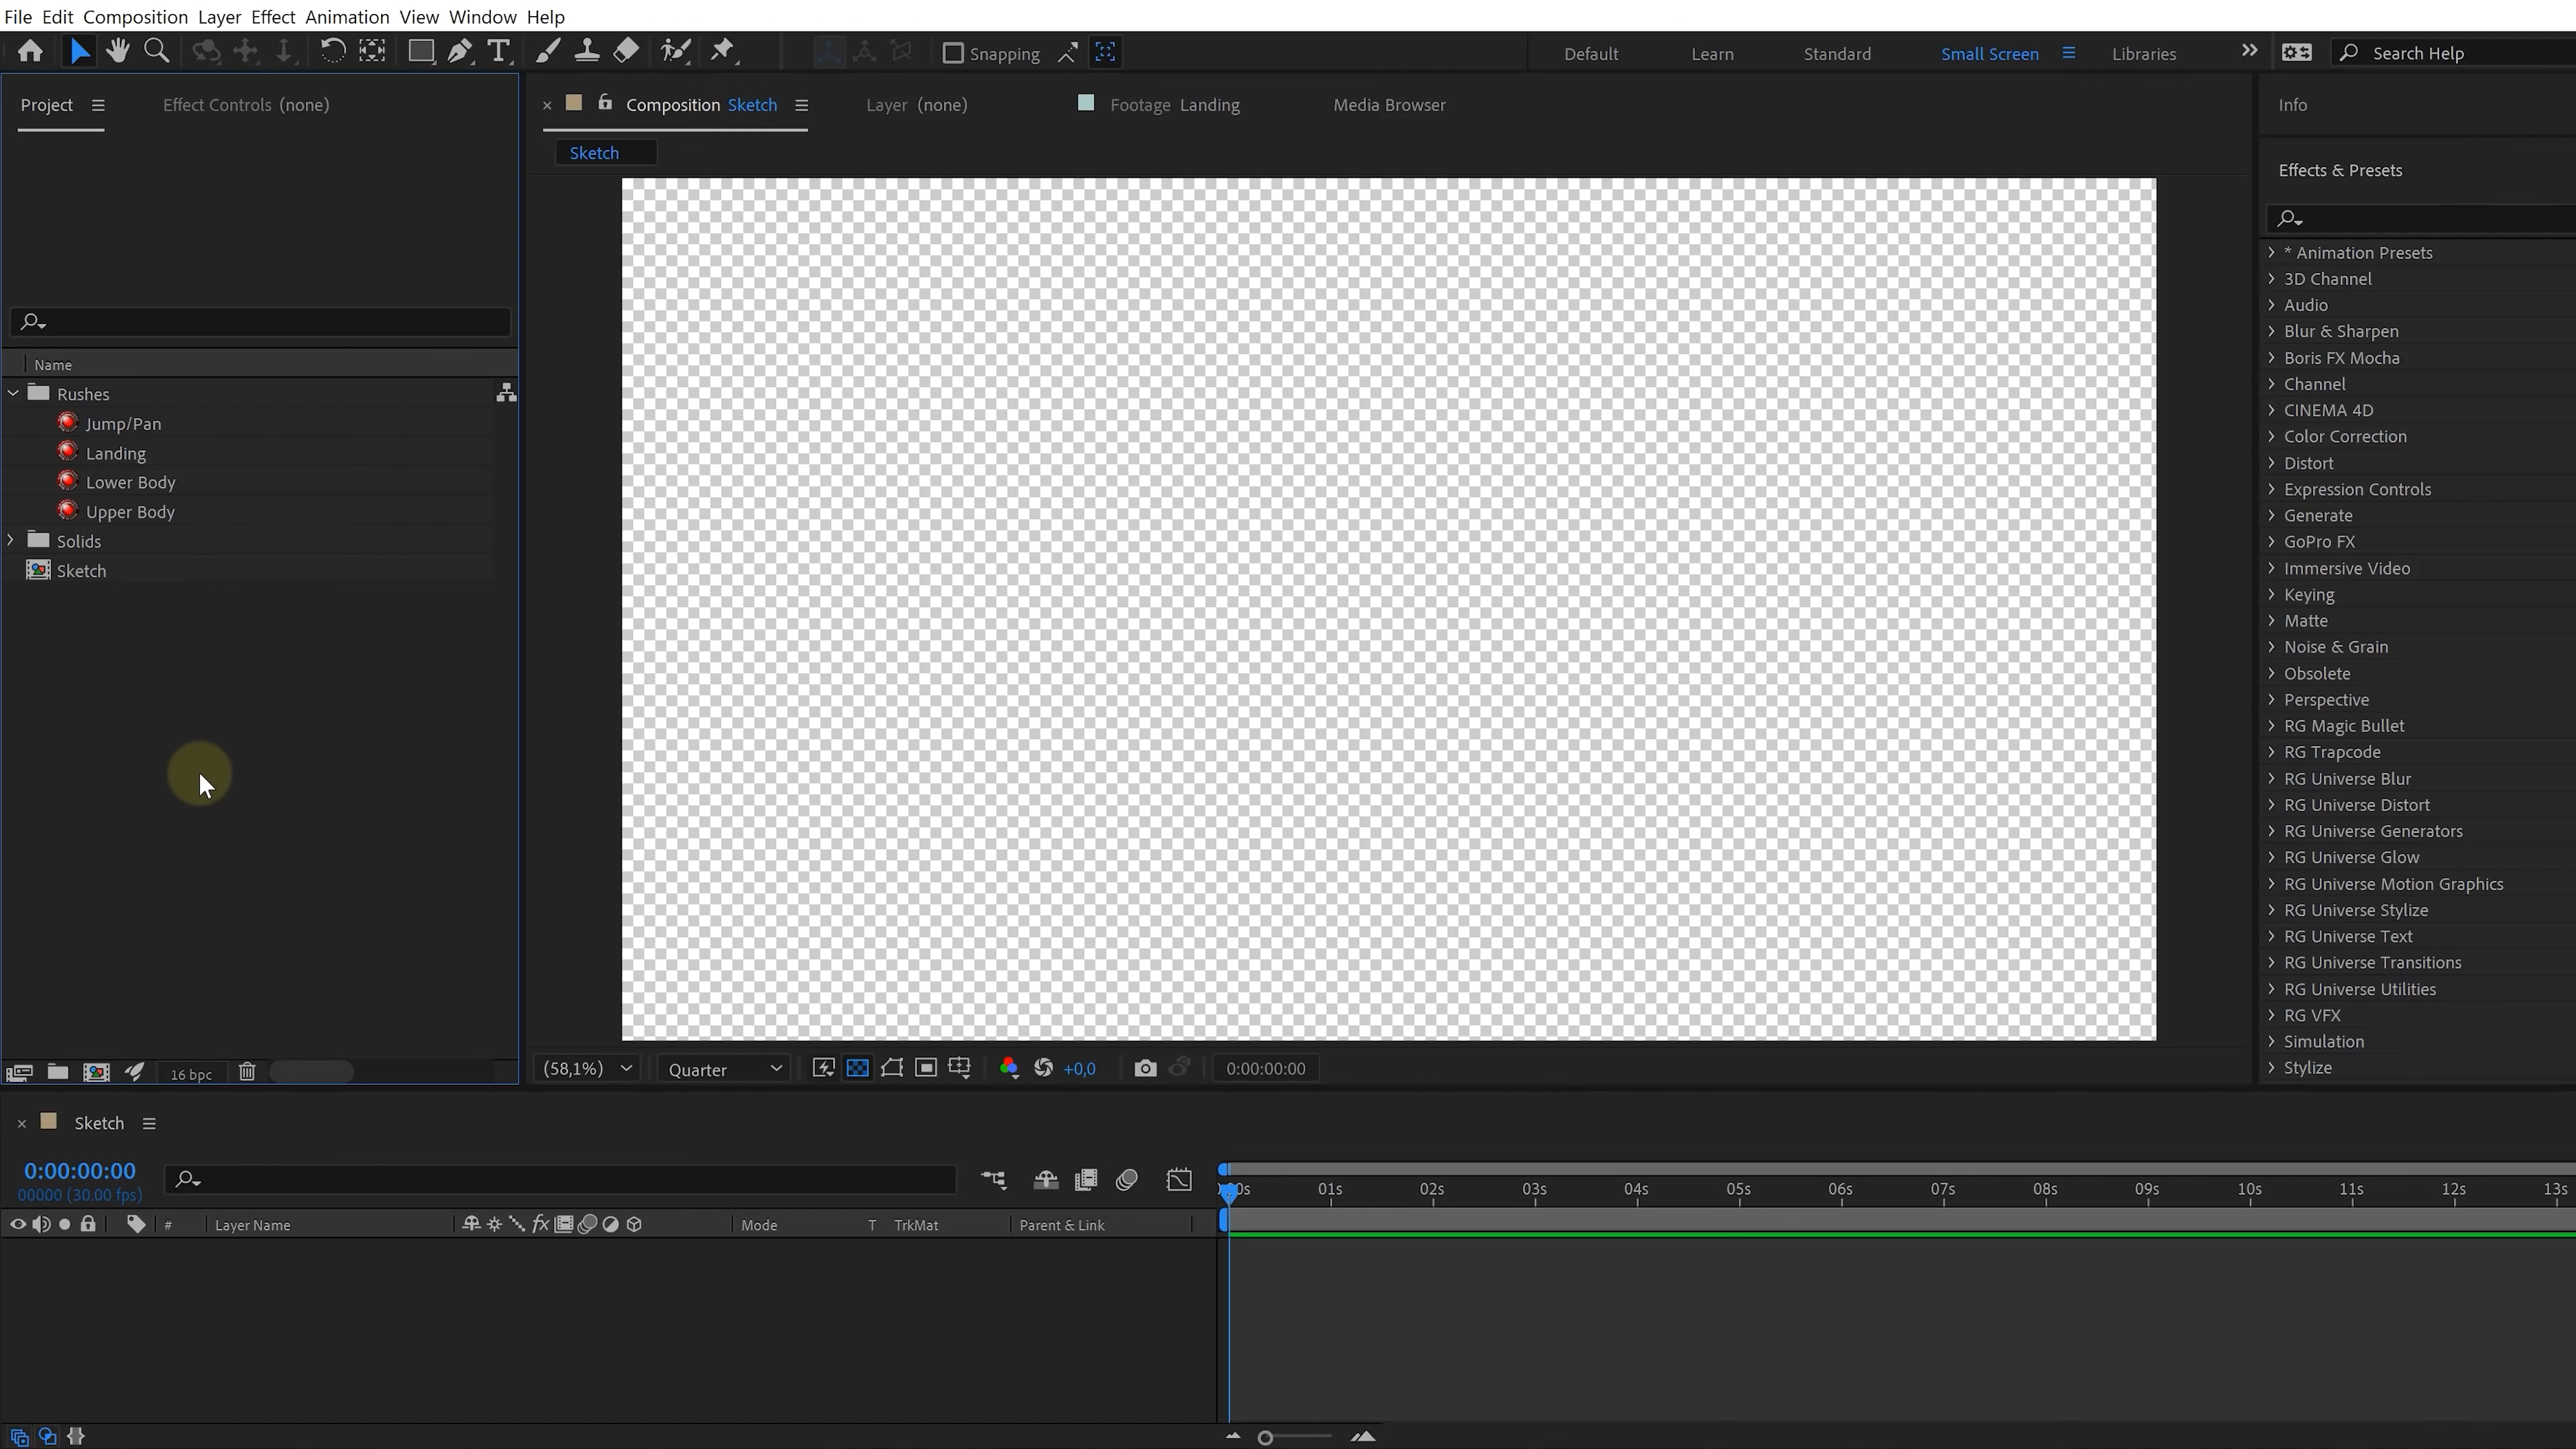 File Edit Composition Layer Effect Animation View Window Help
Snapping
Default Learn Standard Small Screen Libraries
Search Help
Project Effect Controls (none)
Composition Sketch Layer (none) Footage Landing Media Browser
Info
Sketch
Effects & Presets
* Animation Presets
3D Channel
Audio
Blur & Sharpen
Boris FX Mocha
Channel
CINEMA 4D
Color Correction
Distort
Expression Controls
Generate
GoPro FX
Immersive Video
Keying
Matte
Noise & Grain
Obsolete
Perspective
RG Magic Bullet
RG Trapcode
RG Universe Blur
RG Universe Distort
RG Universe Generators
RG Universe Glow
RG Universe Motion Graphics
RG Universe Stylize
RG Universe Text
RG Universe Transitions
RG Universe Utilities
RG VFX
Simulation
Stylize
Name
Rushes
Jump/Pan
Landing
Lower Body
Upper Body
Solids
Sketch
16 bpc
(58,1%) Quarter +0,0 0:00:00:00
Sketch
0:00:00:00
00000 (30.00 fps)
01s 02s 03s 04s 05s 06s 07s 08s 09s 10s 11s 12s 13s
# Layer Name fx Mode T TrkMat Parent & Link